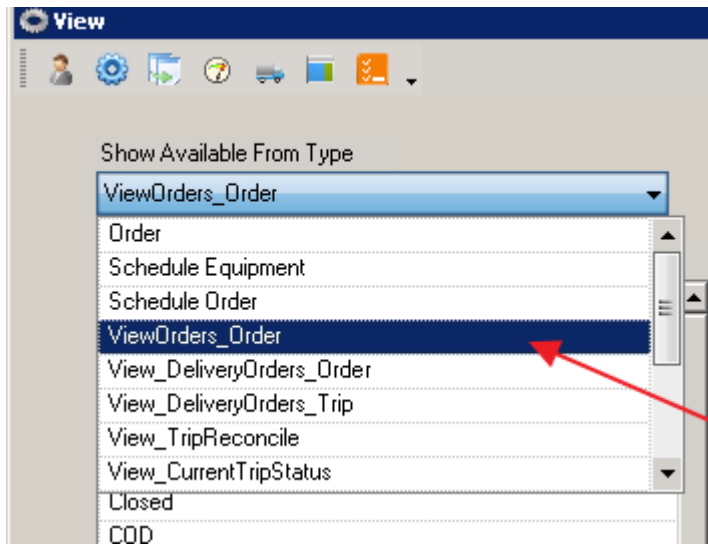 View
Show Available From Type
ViewOrders_Order
Order
Schedule Equipment
Schedule Order
ViewOrders_Order
View_DeliveryOrders_Order
View_DeliveryOrders_Trip
View_TripReconcile
View_CurrentTripStatus
Closed
COD